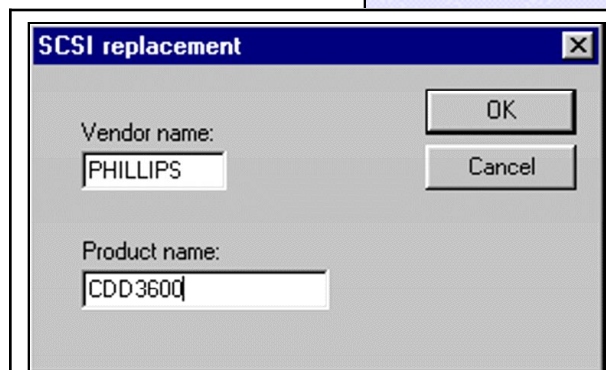 SCSI replacement
OK
Vendor name:
PHILLIPS
Cancel
Product name:
CDD3600